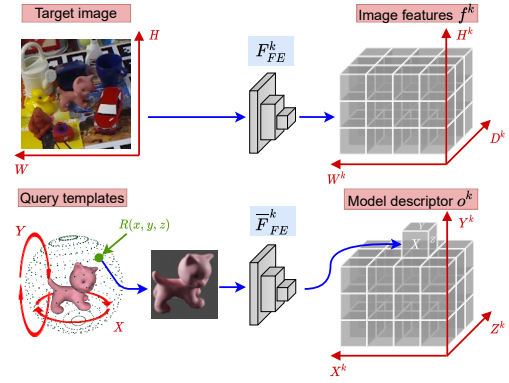 Target image
Image features f^k
H
F^k_FE
H^k
D^k
W
W^k
Query templates
Model descriptor o^k
R(x, y, z)
F̅^k_FE
Y^k
Y
X
X
Z^k
X^k